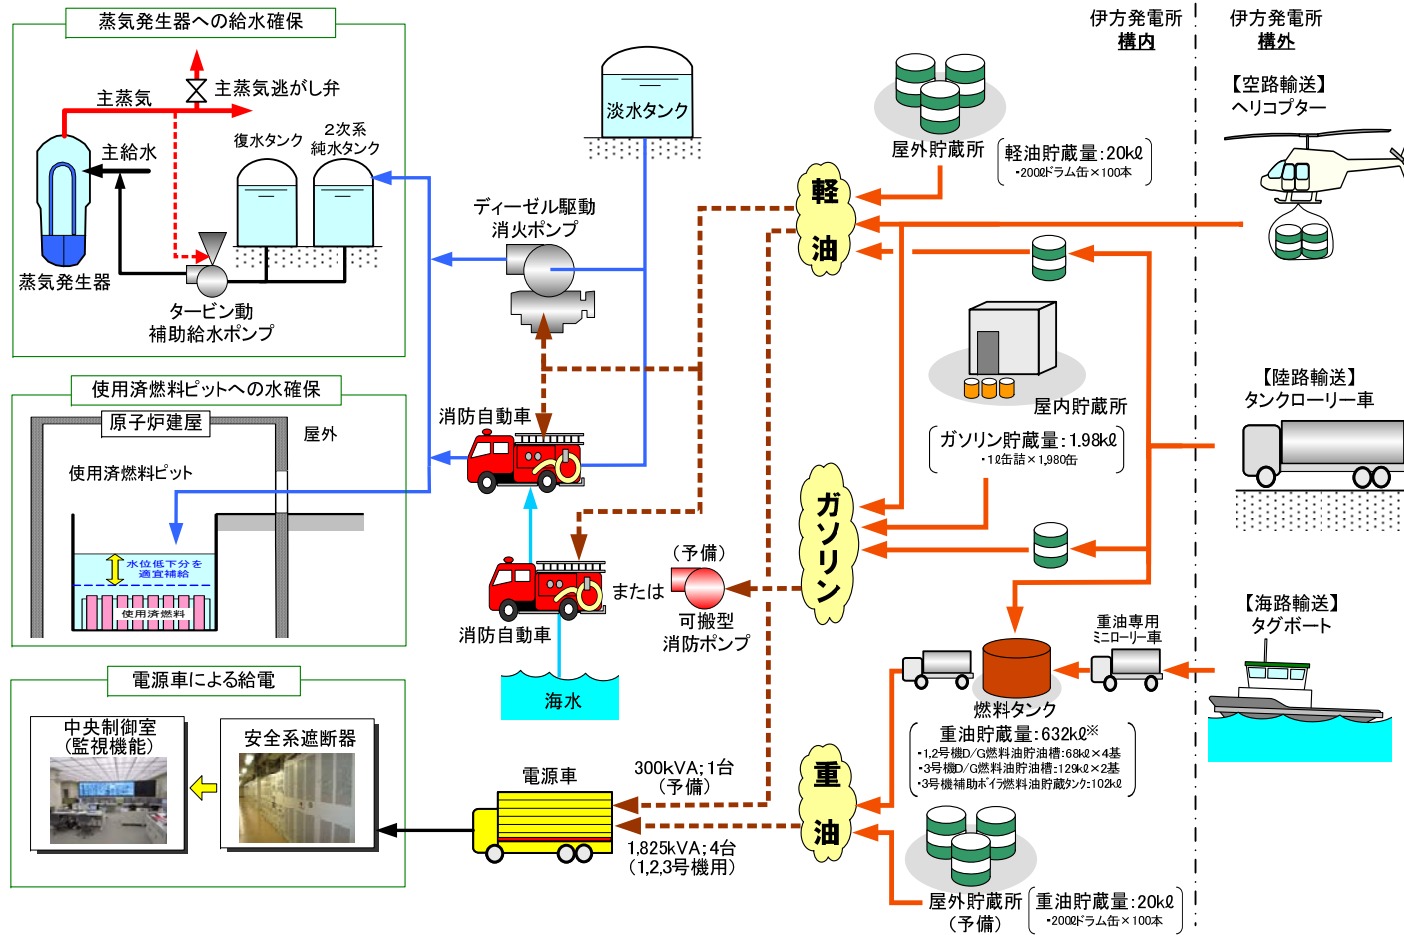 蒸気発生器への給水確保
主蒸気逃がし弁
主蒸気
復水タンク
2次系
純水タンク
主給水
蒸気発生器
タービン動
補助給水ポンプ
使用済燃料ピットへの水確保
原子炉建屋
屋外
使用済燃料ピット
水位低下分を
適宜補給
使用済燃料
電源車による給電
中央制御室
(監視機能)
安全系遮断器
淡水タンク
ディーゼル駆動
消火ポンプ
消防自動車
消防自動車
または
(予備)
可搬型
消防ポンプ
海水
電源車
300kVA;1台
(予備)
1,825kVA;4台
(1,2,3号機用)
軽油
ガソリン
重油
伊方発電所
構内
伊方発電所
構外
屋外貯蔵所
軽油貯蔵量:20kℓ
・200ℓドラム缶×100本
屋内貯蔵所
ガソリン貯蔵量:1.98kℓ
・1ℓ缶詰×1,980缶
重油専用
ミニローリー車
燃料タンク
重油貯蔵量:632kℓ※
・1,2号機D/G燃料油貯油槽:68kℓ×4基
・3号機D/G燃料油貯油槽:129kℓ×2基
・3号機補助ボイラ燃料油貯蔵タンク:102kℓ
屋外貯蔵所
(予備)
重油貯蔵量:20kℓ
・200ℓドラム缶×100本
【空路輸送】
ヘリコプター
【陸路輸送】
タンクローリー車
【海路輸送】
タグボート